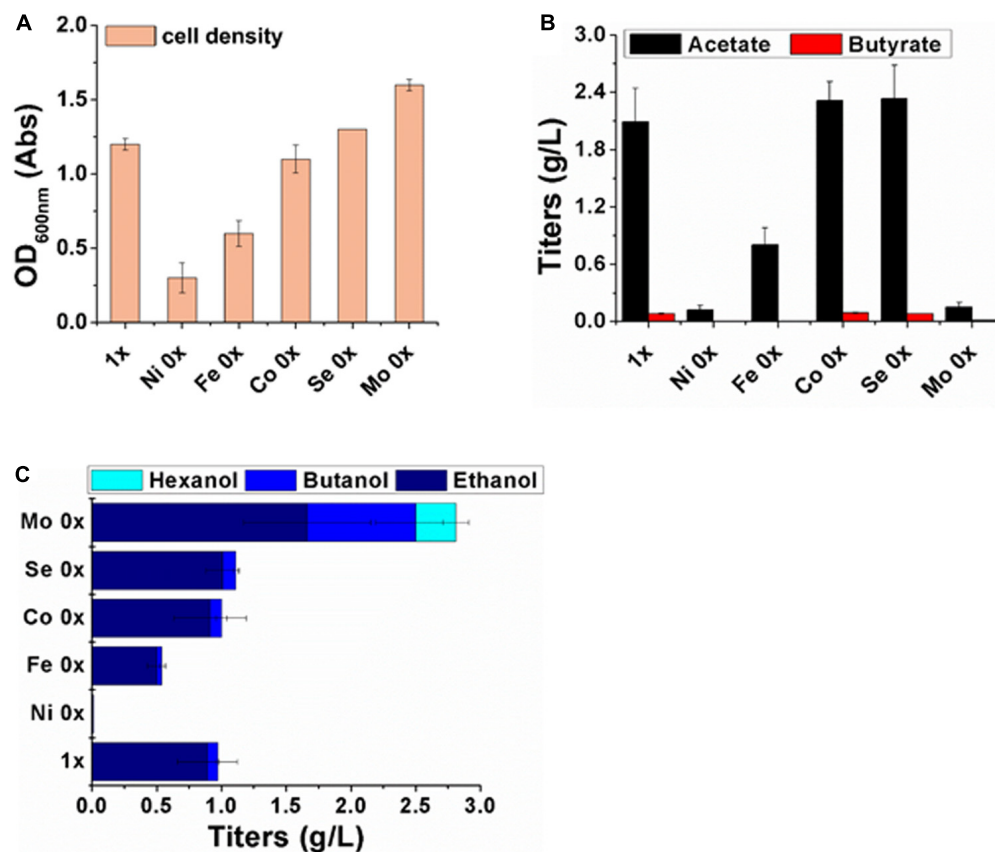 A
cell density
2.0
1.5
1.0
0.5
0.0
OD600nm (Abs)
1x
Ni 0x
Fe 0x
Co 0x
Se 0x
Mo 0x
B
Acetate
Butyrate
3.0
2.4
1.8
1.2
0.6
0.0
Titers (g/L)
1x
Ni 0x
Fe 0x
Co 0x
Se 0x
Mo 0x
C
Hexanol
Butanol
Ethanol
Mo 0x
Se 0x
Co 0x
Fe 0x
Ni 0x
1x
0.0
0.5
1.0
1.5
2.0
2.5
3.0
Titers (g/L)